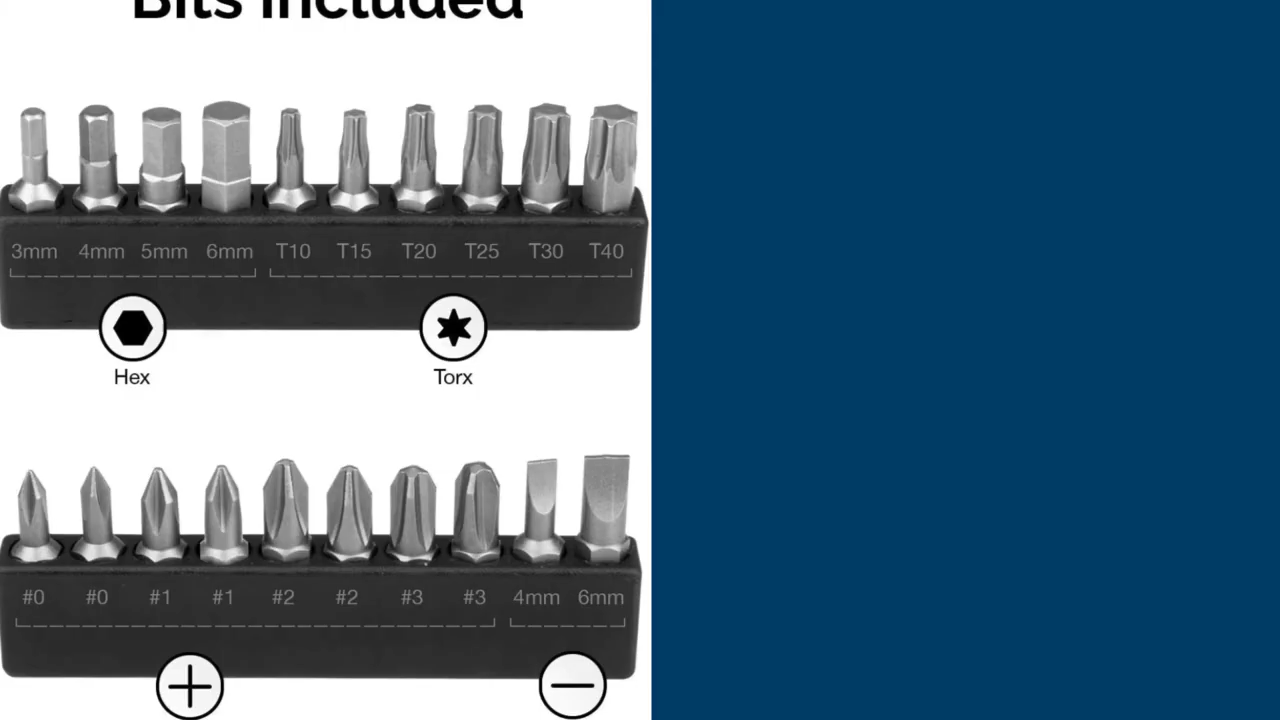 Bits Included
3mm 4mm 5mm 6mm T10 T15 T20 T25 T30 T40
Hex Torx
#0 #0 #1 #1 #2 #2 #3 #3 4mm 6mm